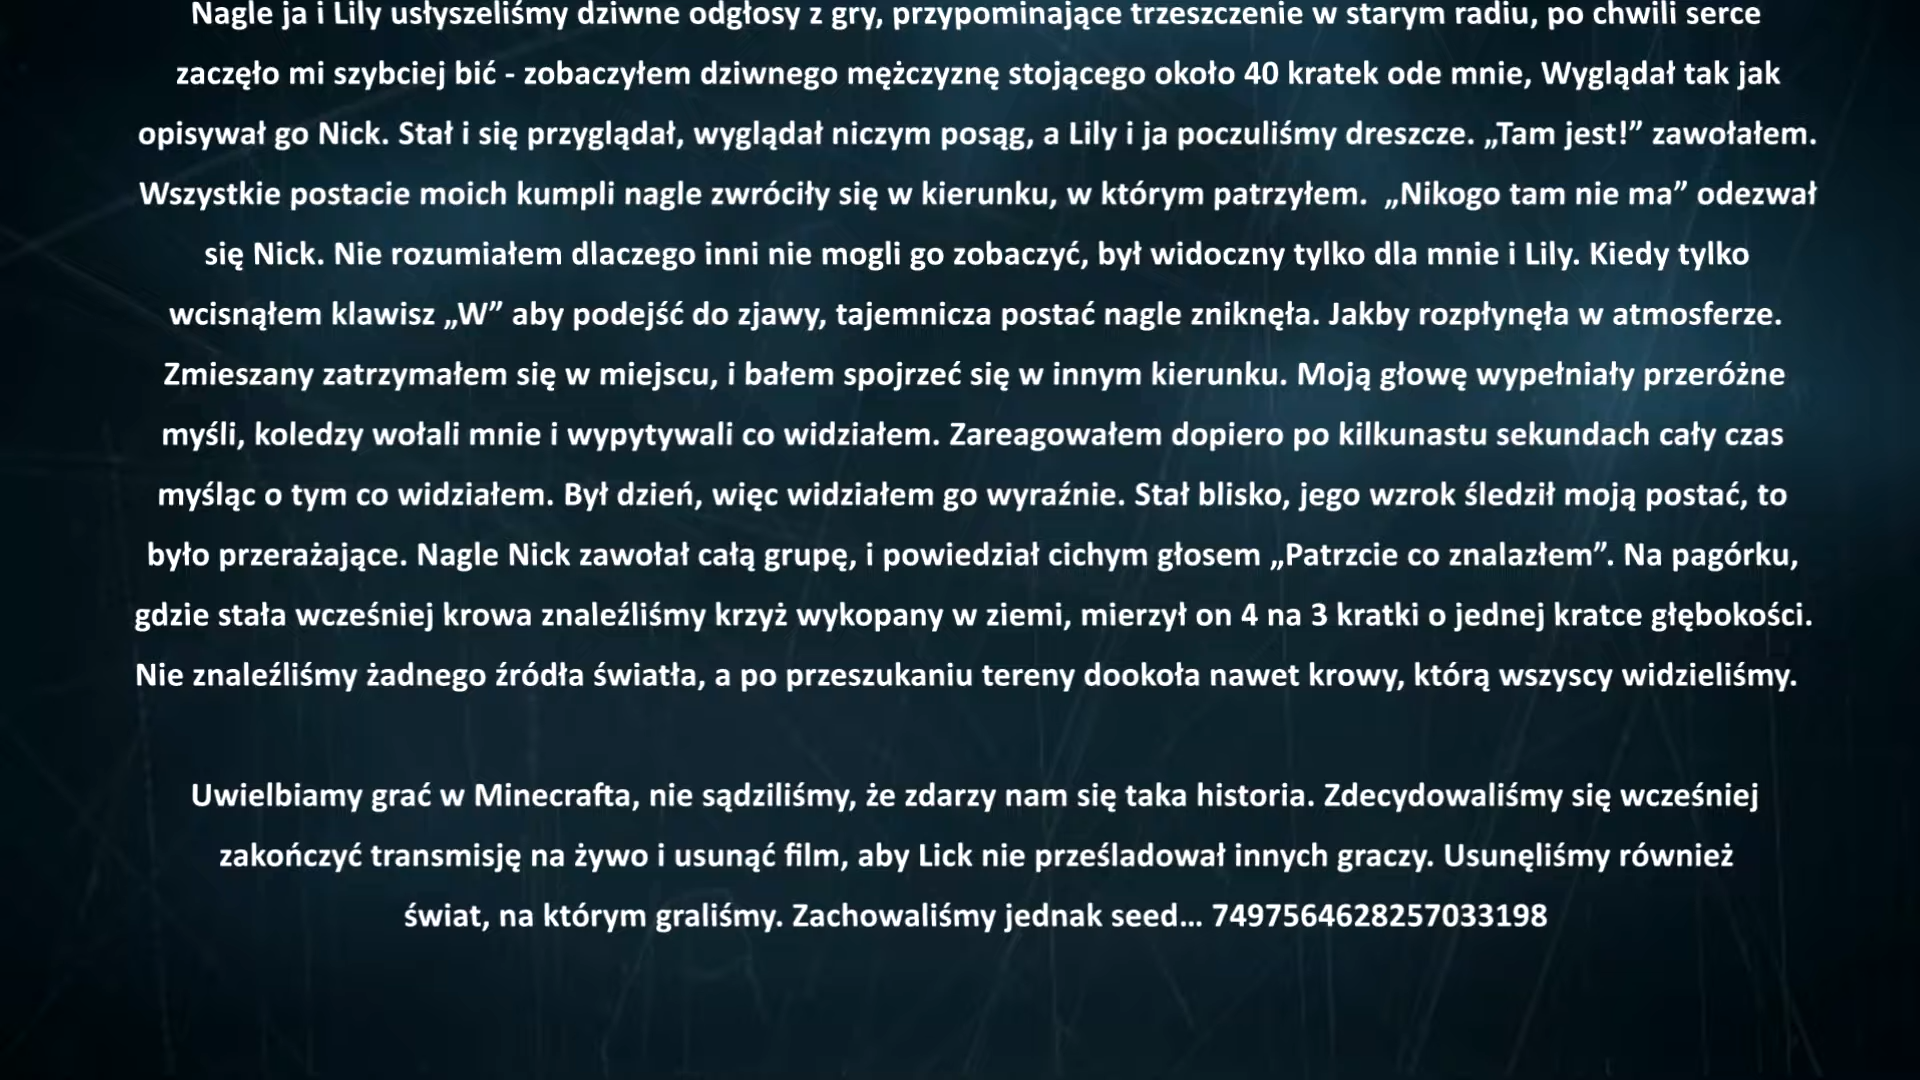 Nagle ja i Lily usłyszeliśmy dziwne odgłosy z gry, przypominające trzeszczenie w starym radiu, po chwili serce
zaczęło mi szybciej bić - zobaczyłem dziwnego mężczyznę stojącego około 40 kratek ode mnie, Wyglądał tak jak
opisywał go Nick. Stał i się przyglądał, wyglądał niczym posąg, a Lily i ja poczuliśmy dreszcze. „Tam jest!” zawołałem.
Wszystkie postacie moich kumpli nagle zwróciły się w kierunku, w którym patrzyłem.  „Nikogo tam nie ma” odezwał
się Nick. Nie rozumiałem dlaczego inni nie mogli go zobaczyć, był widoczny tylko dla mnie i Lily. Kiedy tylko
wcisnąłem klawisz „W” aby podejść do zjawy, tajemnicza postać nagle zniknęła. Jakby rozpłynęła w atmosferze.
Zmieszany zatrzymałem się w miejscu, i bałem spojrzeć się w innym kierunku. Moją głowę wypełniały przeróżne
myśli, koledzy wołali mnie i wypytywali co widziałem. Zareagowałem dopiero po kilkunastu sekundach cały czas
myśląc o tym co widziałem. Był dzień, więc widziałem go wyraźnie. Stał blisko, jego wzrok śledził moją postać, to
było przerażające. Nagle Nick zawołał całą grupę, i powiedział cichym głosem „Patrzcie co znalazłem”. Na pagórku,
gdzie stała wcześniej krowa znaleźliśmy krzyż wykopany w ziemi, mierzył on 4 na 3 kratki o jednej kratce głębokości.
Nie znaleźliśmy żadnego źródła światła, a po przeszukaniu tereny dookoła nawet krowy, którą wszyscy widzieliśmy.
Uwielbiamy grać w Minecrafta, nie sądziliśmy, że zdarzy nam się taka historia. Zdecydowaliśmy się wcześniej
zakończyć transmisję na żywo i usunąć film, aby Lick nie prześladował innych graczy. Usunęliśmy również
świat, na którym graliśmy. Zachowaliśmy jednak seed… 7497564628257033198